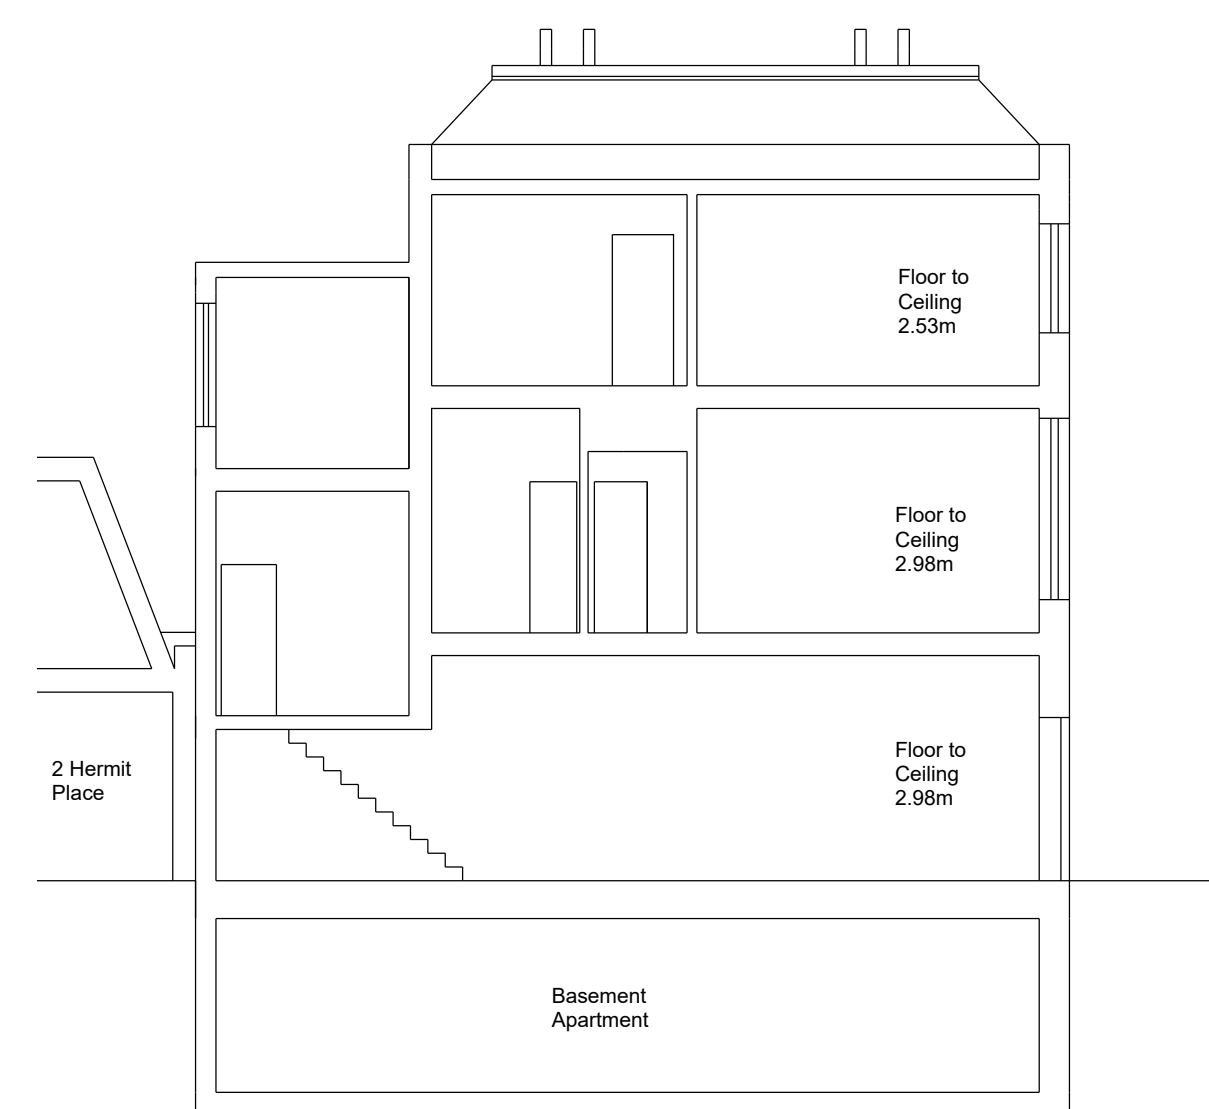 Floor to
Ceiling
2.53m
Floor to
Ceiling
2.98m
2 Hermit
Place
Floor to
Ceiling
2.98m
Basement
Apartment